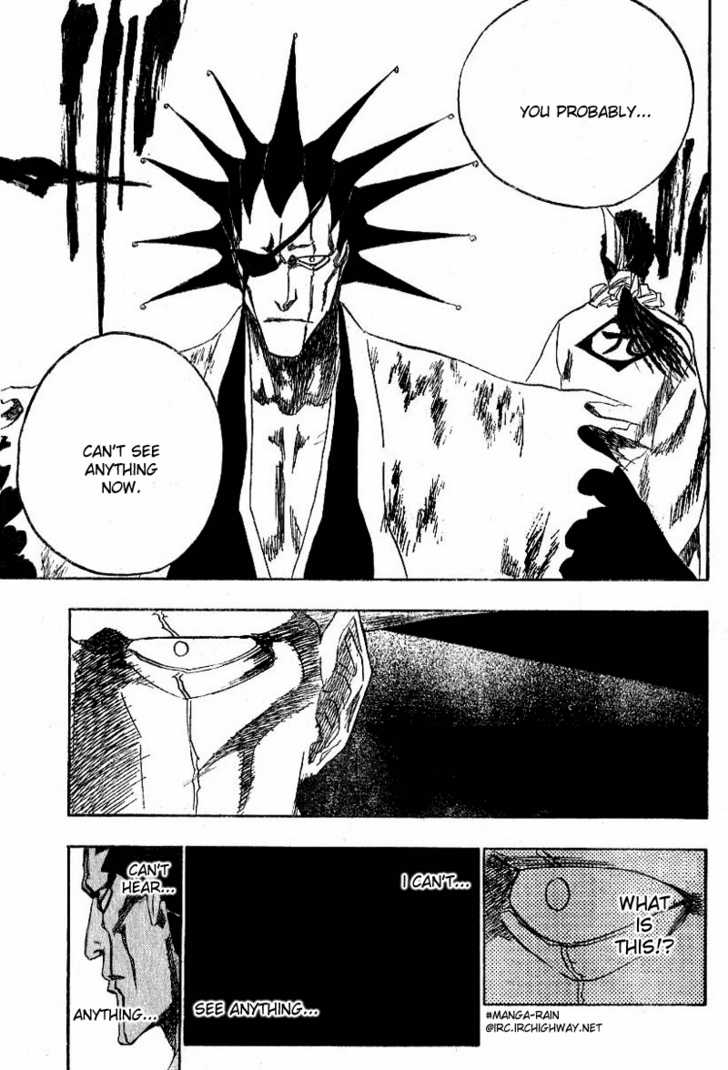 YOU PROBABLY...
九
CAN'T SEE
ANYTHING
NOW.
WHAT
IS
THIS!?
I CAN'T...
SEE ANYTHING...
CAN'T
HEAR...
ANYTHING...
#MANGA-RAIN
@IRC.IRCHIGHWAY.NET